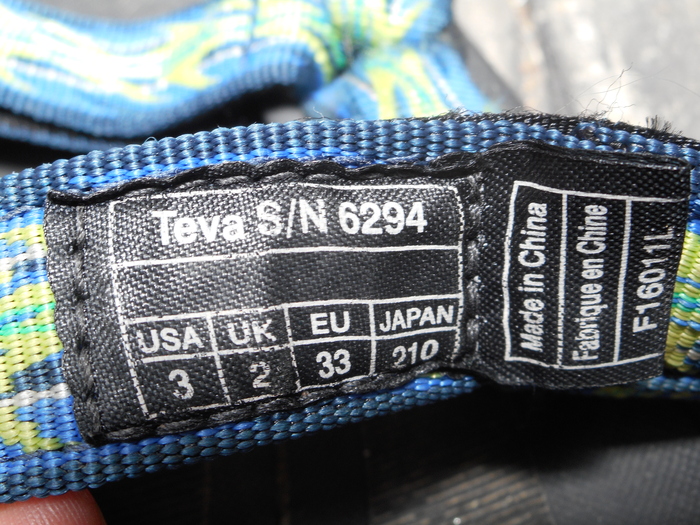 Teva S/N 6294
USA UK EU JAPAN
3 2 33 210
Made in China
Fabrique en Chine
F16011L